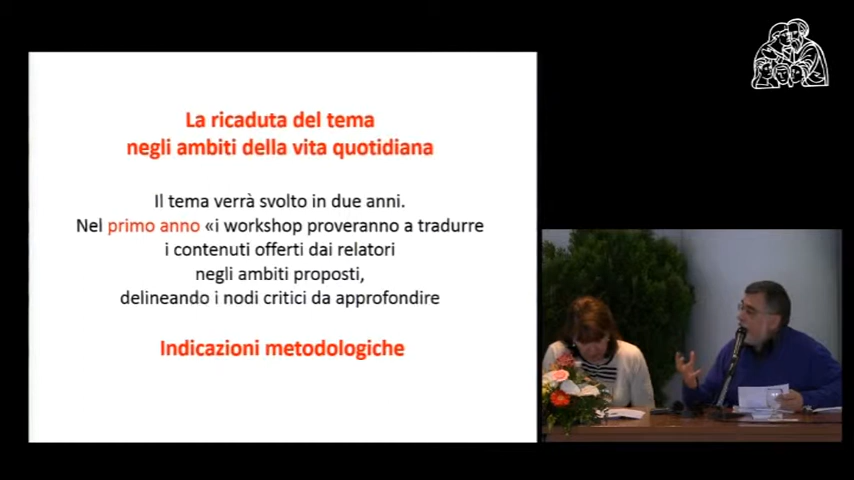 La ricaduta del tema
negli ambiti della vita quotidiana
Il tema verrà svolto in due anni.
Nel primo anno «i workshop proveranno a tradurre
i contenuti offerti dai relatori
negli ambiti proposti,
delineando i nodi critici da approfondire
Indicazioni metodologiche